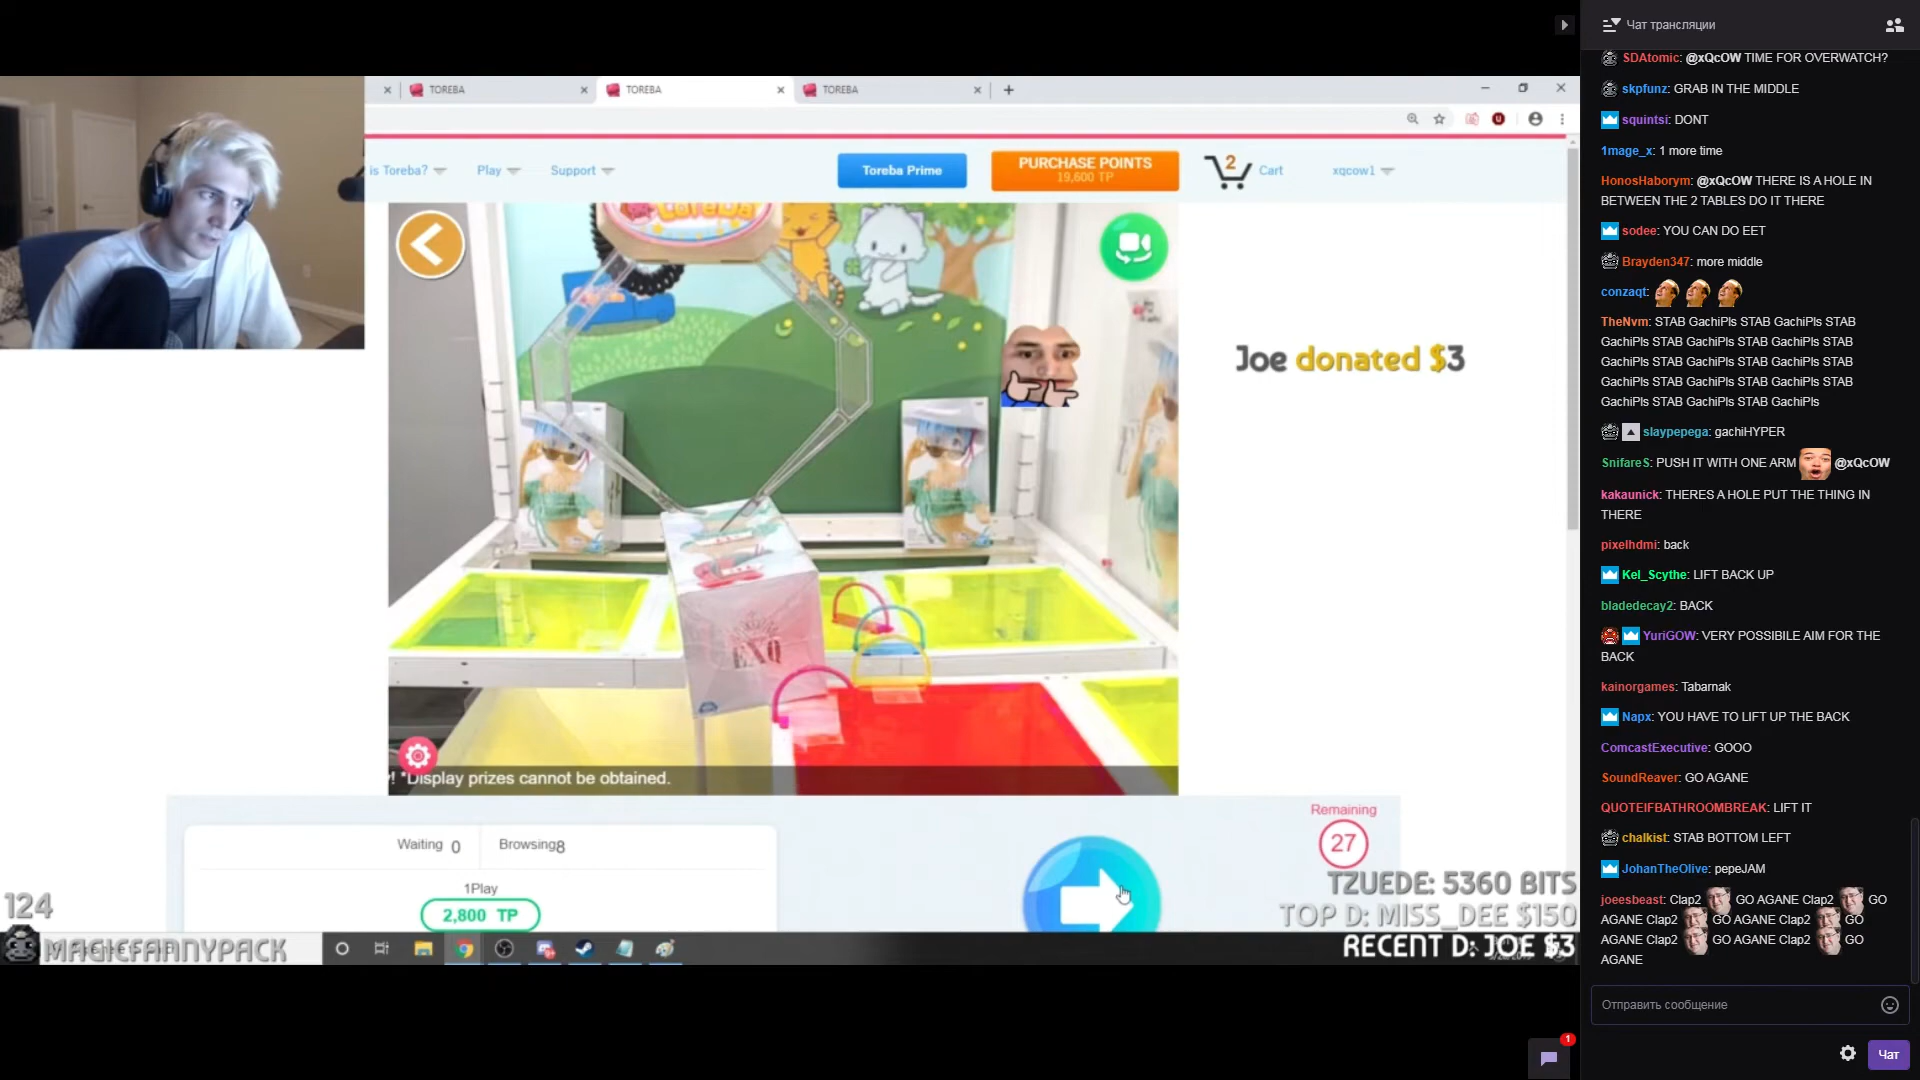 TOREBA
TOREBA
TOREBA
is Toreba?
Play
Support
Toreba Prime
PURCHASE POINTS
19,600 TP
2
Cart
xqcow1
Toreba
Joe donated $3
EXQ
! *Display prizes cannot be obtained.
Waiting 0
Browsing8
1Play
2,800 TP
Remaining
27
124
MAGICFANNYPACK
TZUEDE: 5360 BITS
TOP D: MISS_DEE $150
RECENT D: JOE $3
Чат трансляции
SDAtomic: @xQcOW TIME FOR OVERWATCH?
skpfunz: GRAB IN THE MIDDLE
squintsi: DONT
1mage_x: 1 more time
HonosHaborym: @xQcOW THERE IS A HOLE IN
BETWEEN THE 2 TABLES DO IT THERE
sodee: YOU CAN DO EET
Brayden347: more middle
conzaqt:
TheNvm: STAB GachiPls STAB GachiPls STAB
GachiPls STAB GachiPls STAB GachiPls STAB
GachiPls STAB GachiPls STAB GachiPls STAB
GachiPls STAB GachiPls STAB GachiPls STAB
GachiPls STAB GachiPls STAB GachiPls
slaypepega: gachiHYPER
SnifareS: PUSH IT WITH ONE ARM @xQcOW
kakaunick: THERES A HOLE PUT THE THING IN
THERE
pixelhdmi: back
Kel_Scythe: LIFT BACK UP
bladedecay2: BACK
YuriGOW: VERY POSSIBILE AIM FOR THE
BACK
kainorgames: Tabarnak
Napx: YOU HAVE TO LIFT UP THE BACK
ComcastExecutive: GOOO
SoundReaver: GO AGANE
QUOTEIFBATHROOMBREAK: LIFT IT
chalkist: STAB BOTTOM LEFT
JohanTheOlive: pepeJAM
joeesbeast: Clap2 GO AGANE Clap2 GO
AGANE Clap2 GO AGANE Clap2 GO
AGANE Clap2 GO AGANE Clap2 GO
AGANE
Отправить сообщение
1
Чат